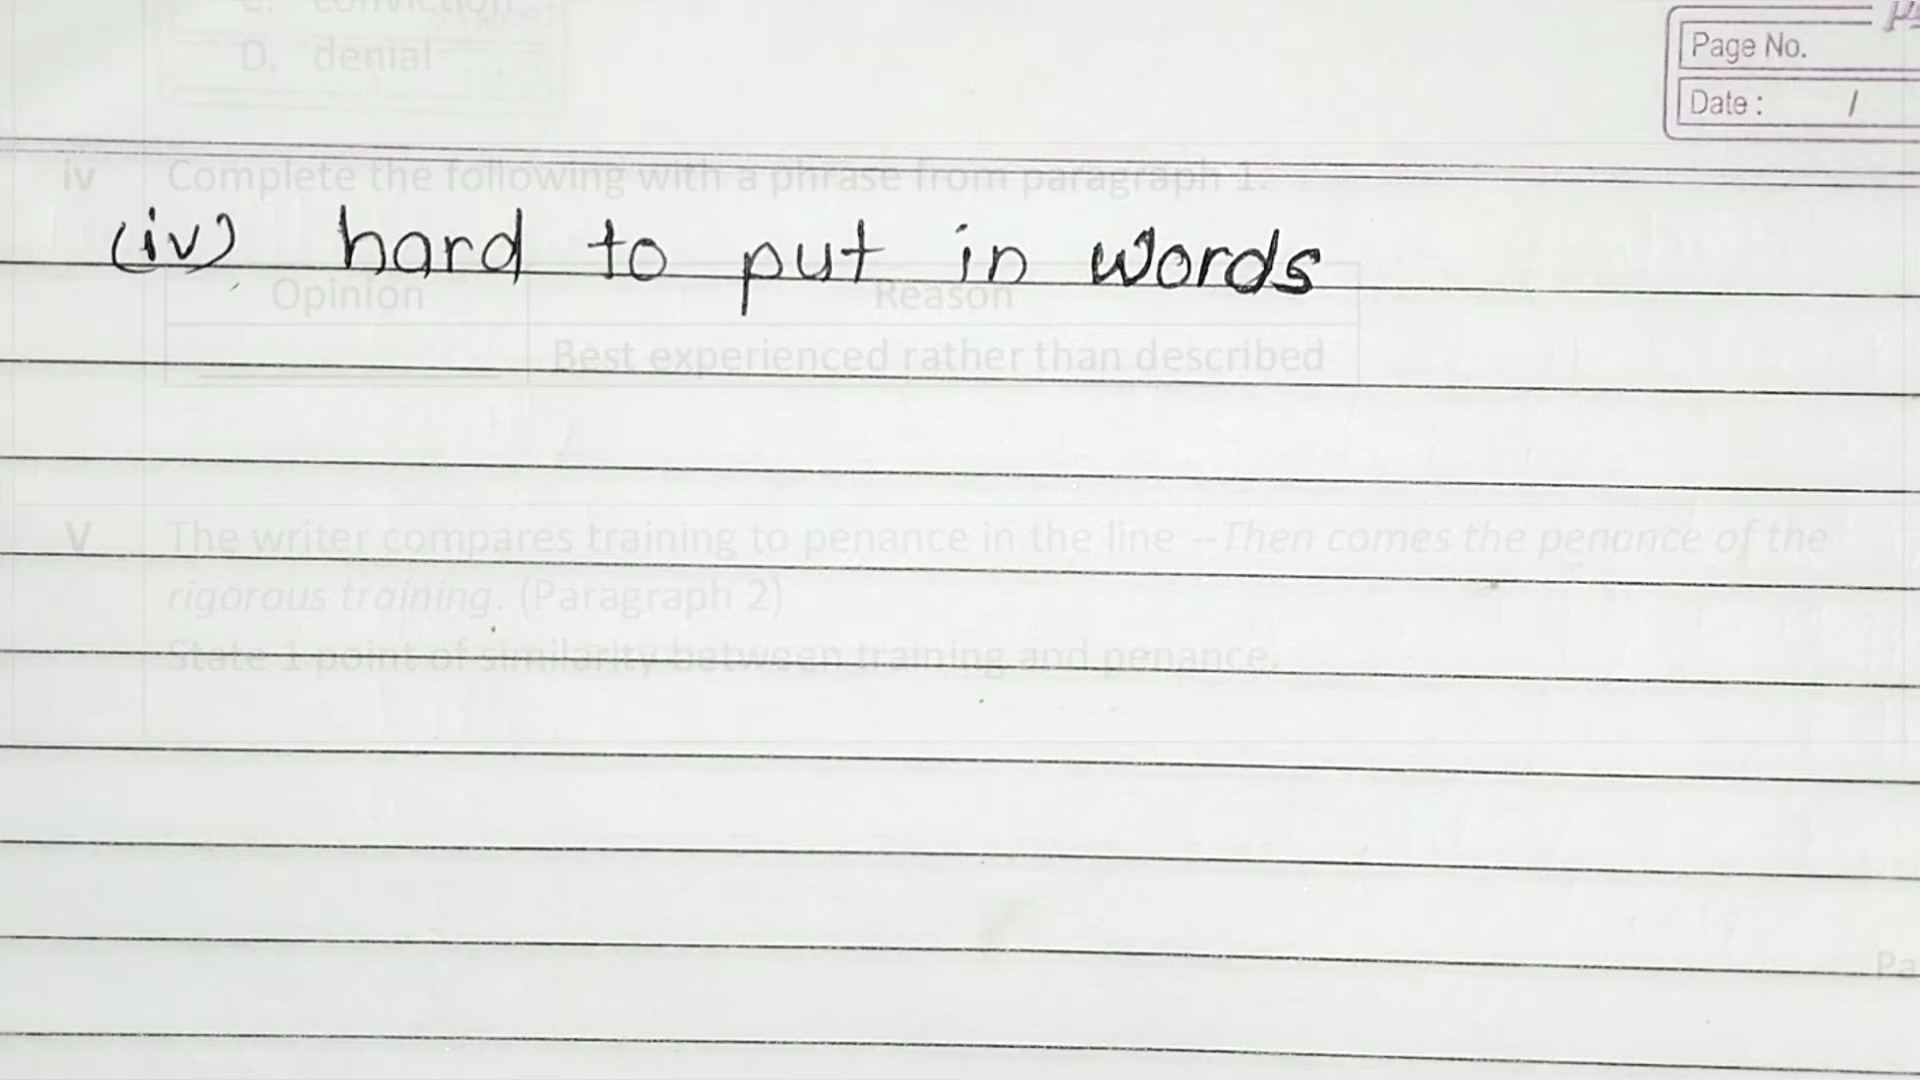 C. conviction
D. denial
Page No.
Date : /
iv Complete the following with a phrase from paragraph 1.
(iv) hard to put in words
Opinion Reason
Best experienced rather than described
V The writer compares training to penance in the line --Then comes the penance of the
rigorous training. (Paragraph 2)
State 1 point of similarity between training and penance.
Pa